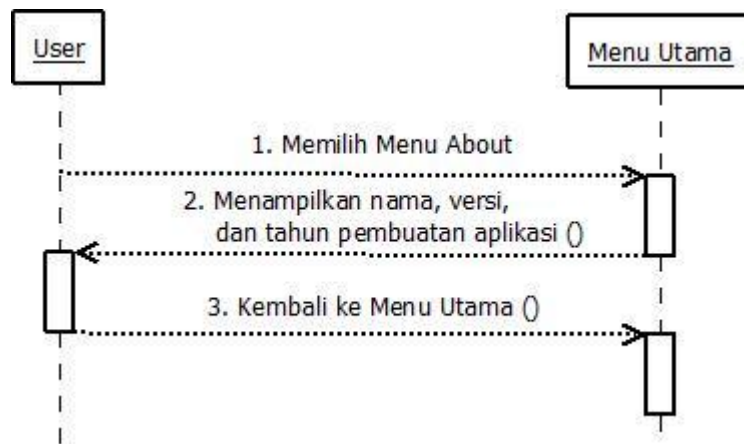 User
Menu Utama
1. Memilih Menu About
2. Menampilkan nama, versi,
dan tahun pembuatan aplikasi ()
3. Kembali ke Menu Utama ()